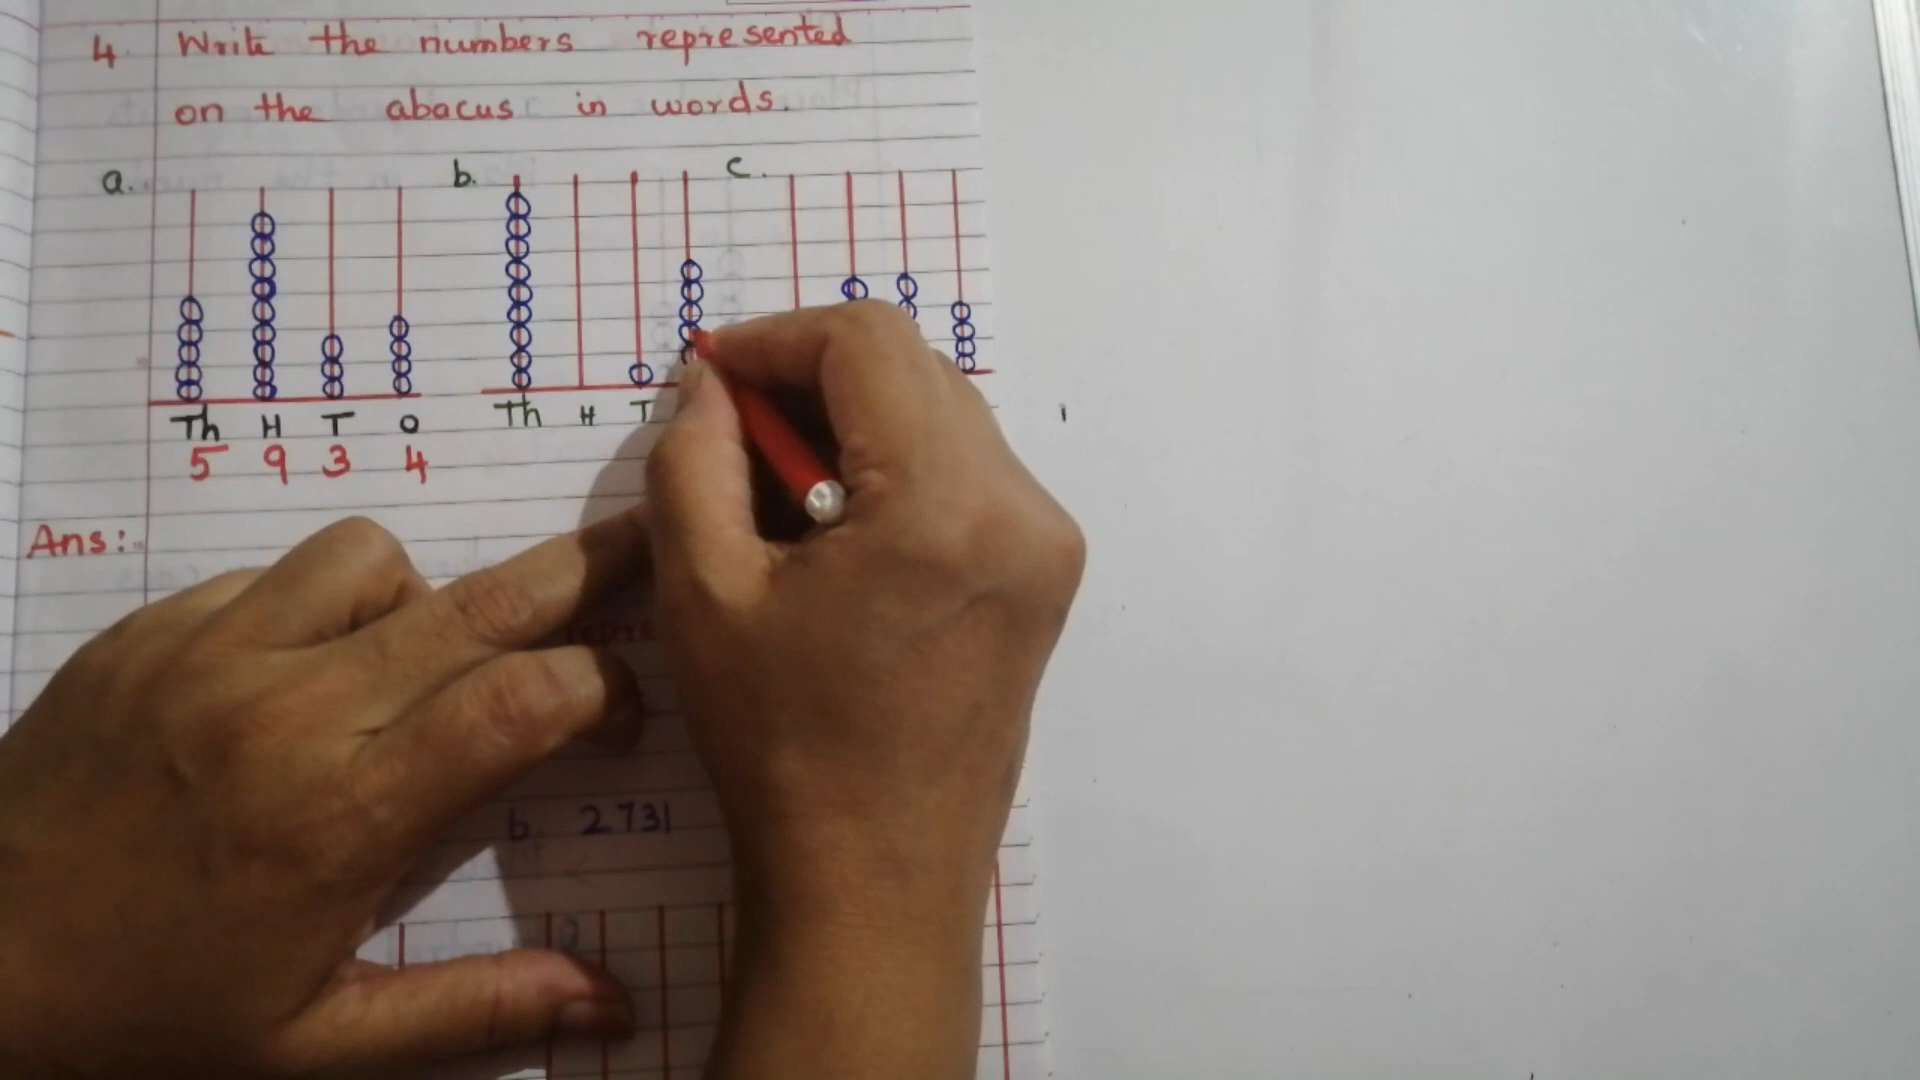 4. Write the numbers represented
on the abacus in words.
a. b. c.
Th H T O Th H T
5 9 3 4
Ans:
b. 2731